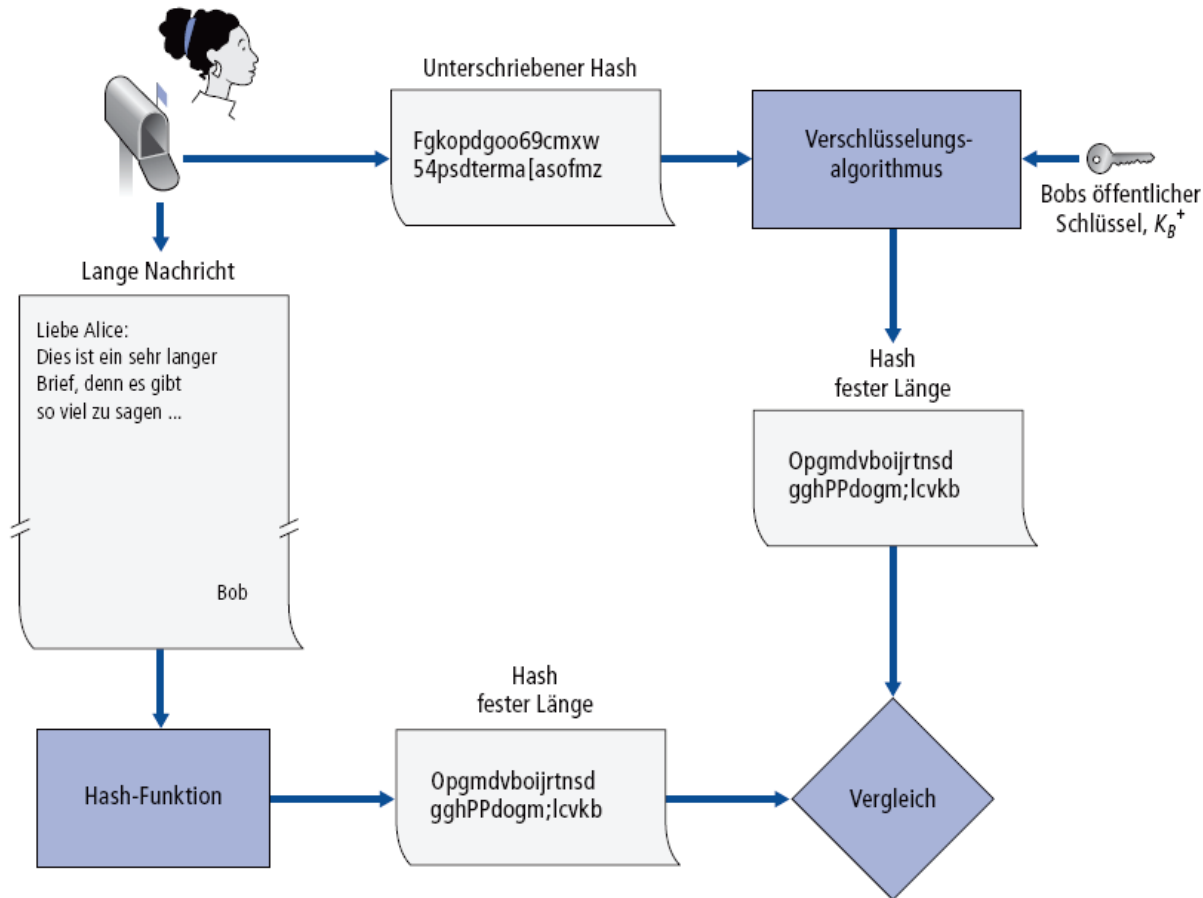 Unterschriebener Hash
Fgkopdgoo69cmxw
54psdterma[asofmz
Verschlüsselungs-
algorithmus
Bobs öffentlicher
Schlüssel, K_B^+
Lange Nachricht
Liebe Alice:
Dies ist ein sehr langer
Brief, denn es gibt
so viel zu sagen ...
Bob
Hash
fester Länge
Opgmdvboijrtnsd
gghPPdogm;lcvkb
Hash-Funktion
Hash
fester Länge
Opgmdvboijrtnsd
gghPPdogm;lcvkb
Vergleich